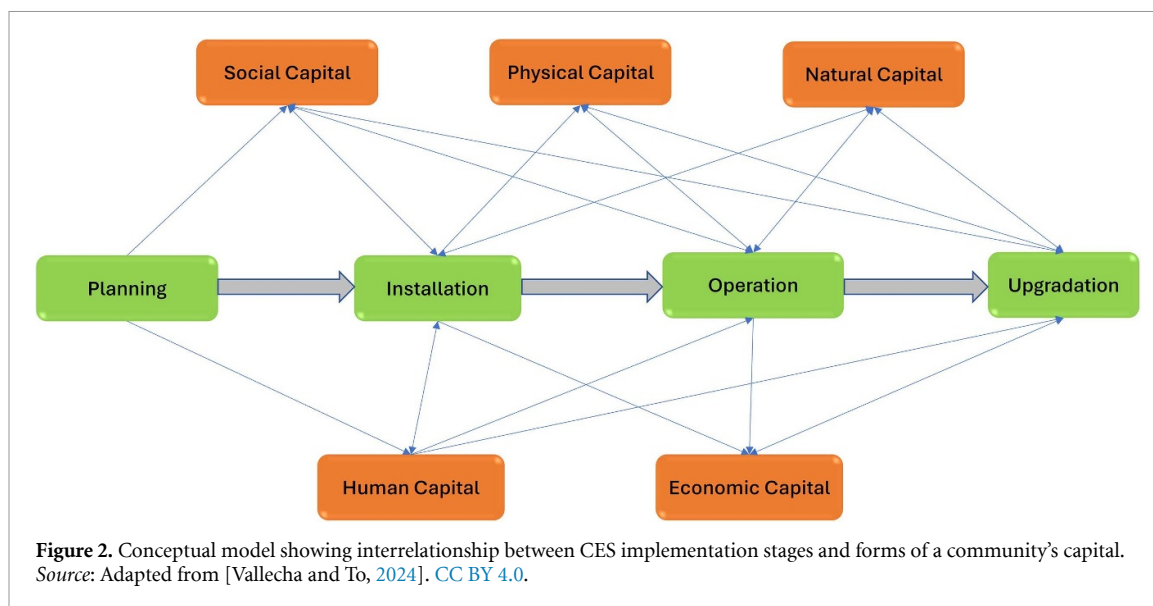 Social Capital
Physical Capital
Natural Capital
Planning
Installation
Operation
Upgradation
Human Capital
Economic Capital
Figure 2. Conceptual model showing interrelationship between CES implementation stages and forms of a community’s capital.
Source: Adapted from [Vallecha and To, 2024]. CC BY 4.0.